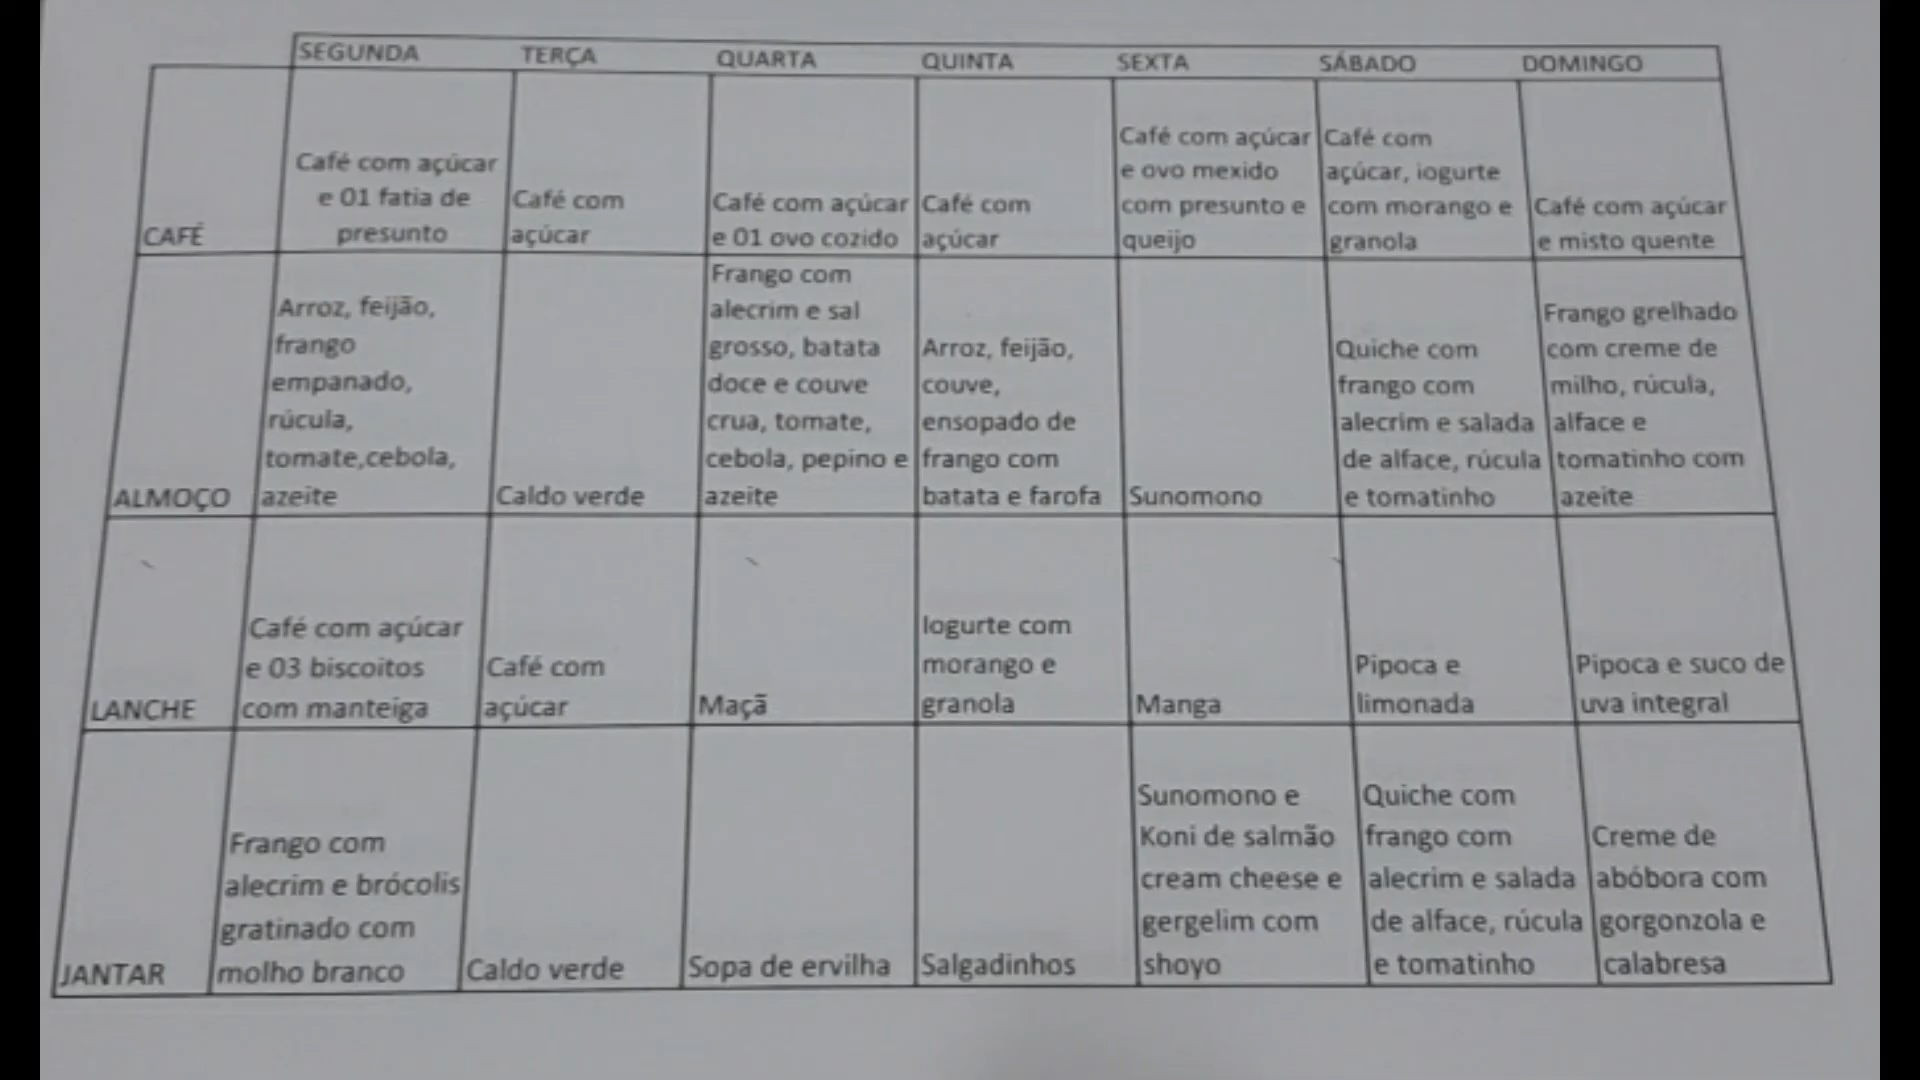 SEGUNDA TERÇA QUARTA QUINTA SEXTA SÁBADO DOMINGO
CAFÉ
Café com açúcar
e 01 fatia de
presunto
Café com
açúcar
Café com açúcar
e 01 ovo cozido
Café com
açúcar
Café com açúcar
e ovo mexido
com presunto e
queijo
Café com
açúcar, iogurte
com morango e
granola
Café com açúcar
e misto quente
ALMOÇO
Arroz, feijão,
frango
empanado,
rúcula,
tomate,cebola,
azeite
Caldo verde
Frango com
alecrim e sal
grosso, batata
doce e couve
crua, tomate,
cebola, pepino e
azeite
Arroz, feijão,
couve,
ensopado de
frango com
batata e farofa
Sunomono
Quiche com
frango com
alecrim e salada
de alface, rúcula
e tomatinho
Frango grelhado
com creme de
milho, rúcula,
alface e
tomatinho com
azeite
LANCHE
Café com açúcar
e 03 biscoitos
com manteiga
Café com
açúcar
Maçã
Iogurte com
morango e
granola
Manga
Pipoca e
limonada
Pipoca e suco de
uva integral
JANTAR
Frango com
alecrim e brócolis
gratinado com
molho branco
Caldo verde
Sopa de ervilha
Salgadinhos
Sunomono e
Koni de salmão
cream cheese e
gergelim com
shoyo
Quiche com
frango com
alecrim e salada
de alface, rúcula
e tomatinho
Creme de
abóbora com
gorgonzola e
calabresa